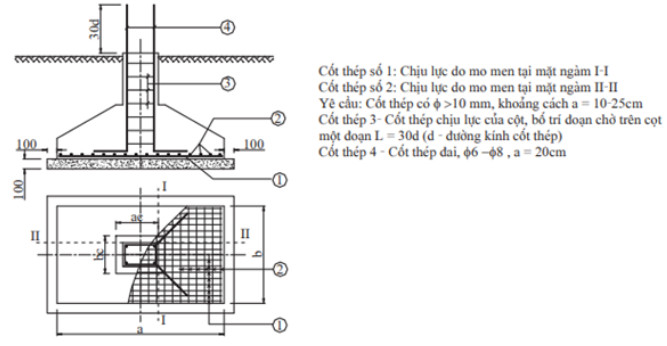 30d
4
3
2
100
100
1
100
I
ac
II
II
bc
b
2
I
a
1
Cốt thép số 1: Chịu lực do mo men tại mặt ngàm I-I
Cốt thép số 2: Chịu lực do mo men tại mặt ngàm II-II
Yê cầu: Cốt thép có ϕ >10 mm, khoảng cách a = 10-25cm
Cốt thép 3- Cốt thép chịu lực của cột, bố trí đoạn chờ trên cọt
một đoạn L = 30d (d - đường kính cốt thép)
Cốt thép 4 - Cốt thép đai, ϕ6 –ϕ8 , a = 20cm